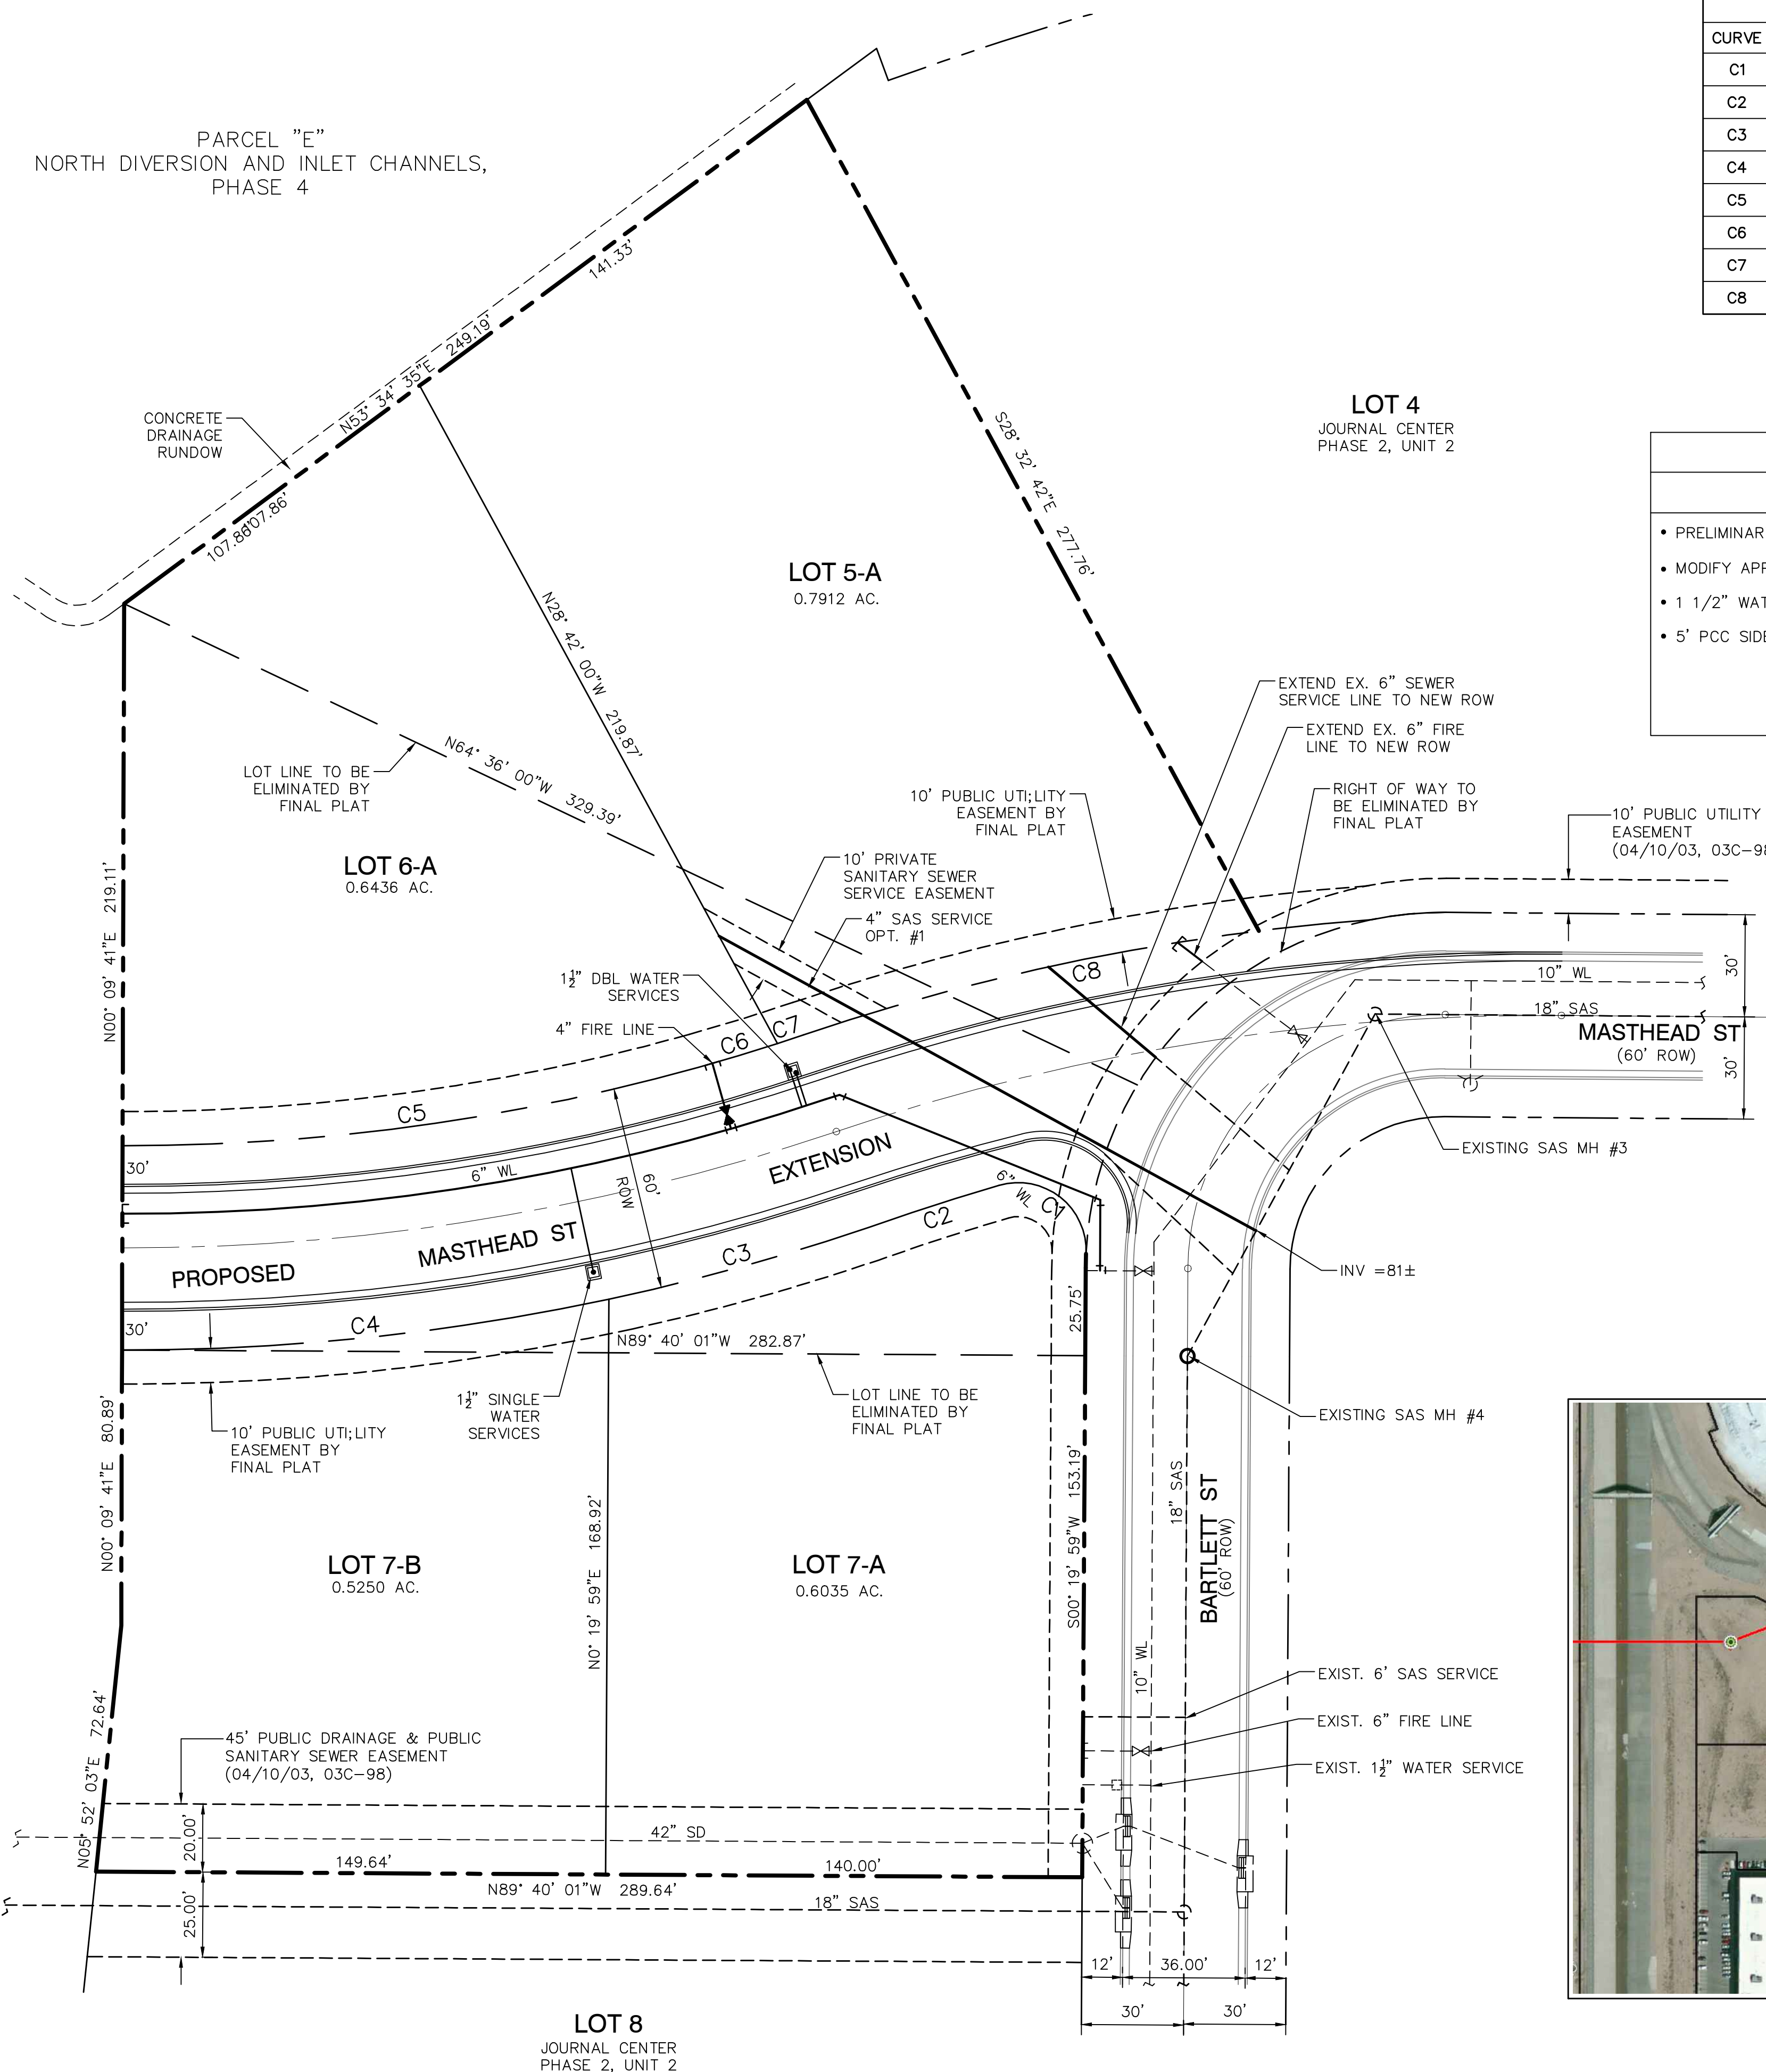 CURVE
C1
C2
C3
C4
C5
C6
C7
C8
PARCEL "E"
NORTH DIVERSION AND INLET CHANNELS,
PHASE 4
141.33'
N53° 34' 35"E 249.19'
CONCRETE
DRAINAGE
RUNDOW
107.86'
107.86'
S28° 32' 42"E 277.76'
LOT 4
JOURNAL CENTER
PHASE 2, UNIT 2
• PRELIMINAR
• MODIFY APP
• 1 1/2" WAT
• 5' PCC SIDE
LOT 5-A
0.7912 AC.
N28° 42' 00"W 219.87'
N64° 36' 00"W 329.39'
LOT LINE TO BE
ELIMINATED BY
FINAL PLAT
EXTEND EX. 6" SEWER
SERVICE LINE TO NEW ROW
EXTEND EX. 6" FIRE
LINE TO NEW ROW
RIGHT OF WAY TO
BE ELIMINATED BY
FINAL PLAT
10' PUBLIC UTI;LITY
EASEMENT BY
FINAL PLAT
10' PUBLIC UTILITY
EASEMENT
(04/10/03, 03C-98
LOT 6-A
0.6436 AC.
N00° 09' 41"E 219.11'
10' PRIVATE
SANITARY SEWER
SERVICE EASEMENT
4" SAS SERVICE
OPT. #1
1½" DBL WATER
SERVICES
4" FIRE LINE
C6
C7
C8
10" WL
18" SAS
MASTHEAD ST
(60' ROW)
30'
30'
C5
30'
6" WL
60'
ROW
PROPOSED
MASTHEAD ST
EXTENSION
6" WL
C1
C2
C3
C4
30'
EXISTING SAS MH #3
INV =81±
25.75'
N89° 40' 01"W 282.87'
1½" SINGLE
WATER
SERVICES
LOT LINE TO BE
ELIMINATED BY
FINAL PLAT
EXISTING SAS MH #4
10' PUBLIC UTI;LITY
EASEMENT BY
FINAL PLAT
N00° 09' 41"E 80.89'
N0° 19' 59"E 168.92'
S00° 19' 59"W 153.19'
18" SAS
BARTLETT ST
(60' ROW)
LOT 7-B
0.5250 AC.
LOT 7-A
0.6035 AC.
10" WL
EXIST. 6' SAS SERVICE
EXIST. 6" FIRE LINE
EXIST. 1½" WATER SERVICE
N05° 52' 03"E 72.64'
45' PUBLIC DRAINAGE & PUBLIC
SANITARY SEWER EASEMENT
(04/10/03, 03C-98)
20.00'
42" SD
149.64'
140.00'
N89° 40' 01"W 289.64'
25.00'
18" SAS
12'
36.00'
12'
30'
30'
LOT 8
JOURNAL CENTER
PHASE 2, UNIT 2